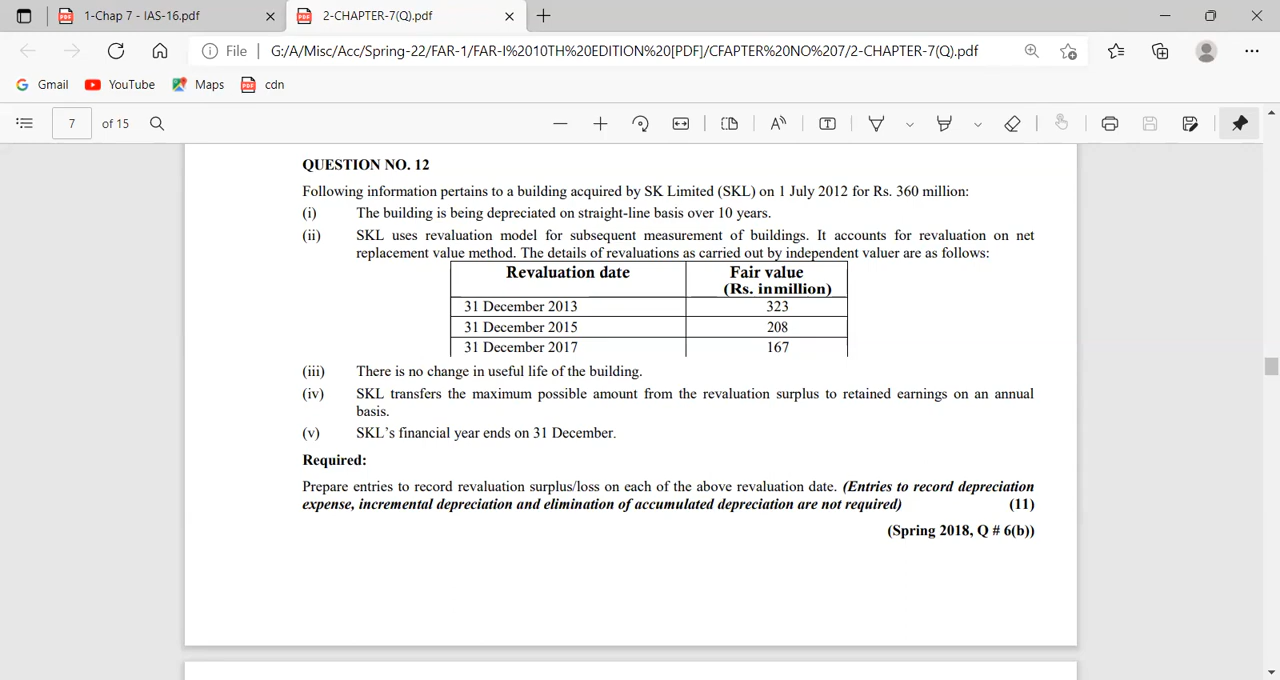 1-Chap 7 - IAS-16.pdf
2-CHAPTER-7(Q).pdf
File
G:/A/Misc/Acc/Spring-22/FAR-1/FAR-I%2010TH%20EDITION%20[PDF]/CFAPTER%20NO%207/2-CHAPTER-7(Q).pdf
Gmail YouTube Maps cdn
7 of 15
QUESTION NO. 12
Following information pertains to a building acquired by SK Limited (SKL) on 1 July 2012 for Rs. 360 million:
(i) The building is being depreciated on straight-line basis over 10 years.
(ii) SKL uses revaluation model for subsequent measurement of buildings. It accounts for revaluation on net
replacement value method. The details of revaluations as carried out by independent valuer are as follows:
Revaluation date Fair value
(Rs. inmillion)
31 December 2013 323
31 December 2015 208
31 December 2017 167
(iii) There is no change in useful life of the building.
(iv) SKL transfers the maximum possible amount from the revaluation surplus to retained earnings on an annual
basis.
(v) SKL's financial year ends on 31 December.
Required:
Prepare entries to record revaluation surplus/loss on each of the above revaluation date. (Entries to record depreciation
expense, incremental depreciation and elimination of accumulated depreciation are not required) (11)
(Spring 2018, Q # 6(b))